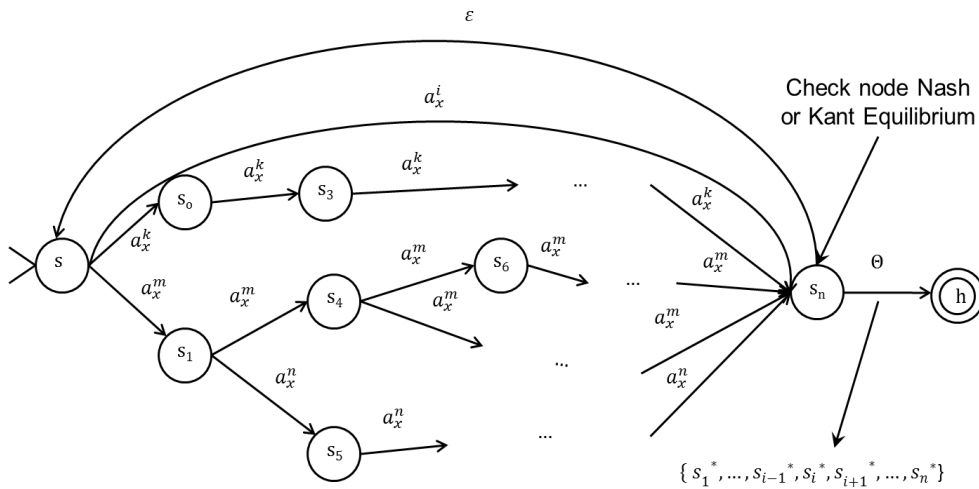 ε
Check node Nash
or Kant Equilibrium
a_x^i
a_x^k
a_x^k
s_o
s_3
...
a_x^k
a_x^k
s
a_x^m
a_x^m
a_x^m
s_6
a_x^m
a_x^m
Θ
s_4
a_x^m
...
s_n
h
a_x^m
s_1
a_x^n
...
a_x^n
a_x^n
...
s_5
{ s_1^*, ..., s_{i−1}^*, s_i^*, s_{i+1}^*, ..., s_n^*}